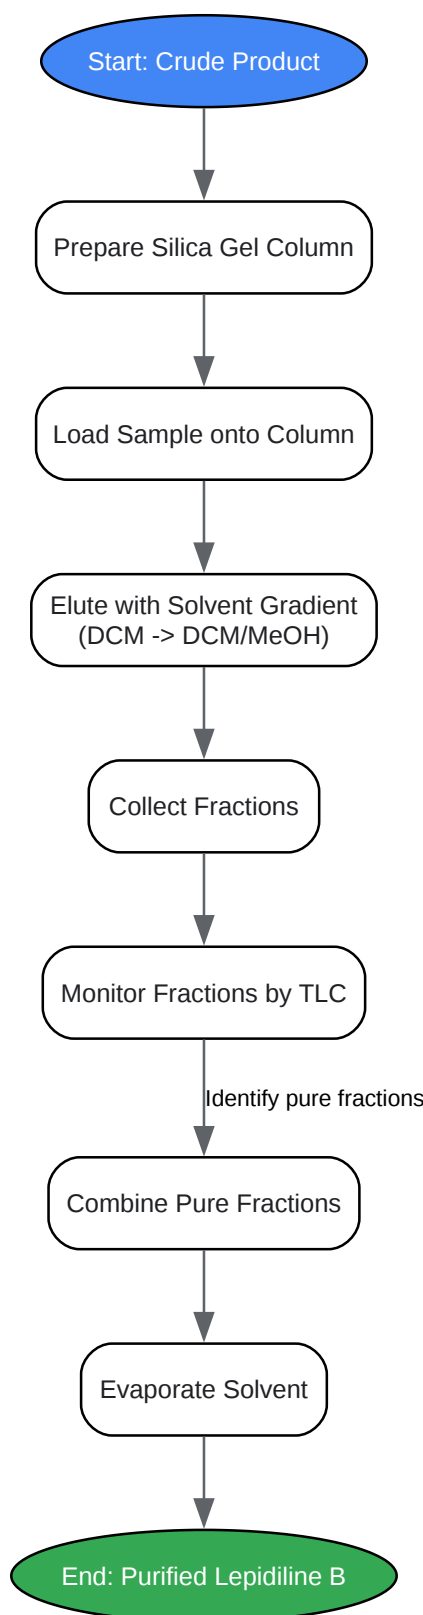 Start: Crude Product
Prepare Silica Gel Column
Load Sample onto Column
Elute with Solvent Gradient
(DCM -> DCM/MeOH)
Collect Fractions
Monitor Fractions by TLC
Identify pure fractions
Combine Pure Fractions
Evaporate Solvent
End: Purified Lepidiline B